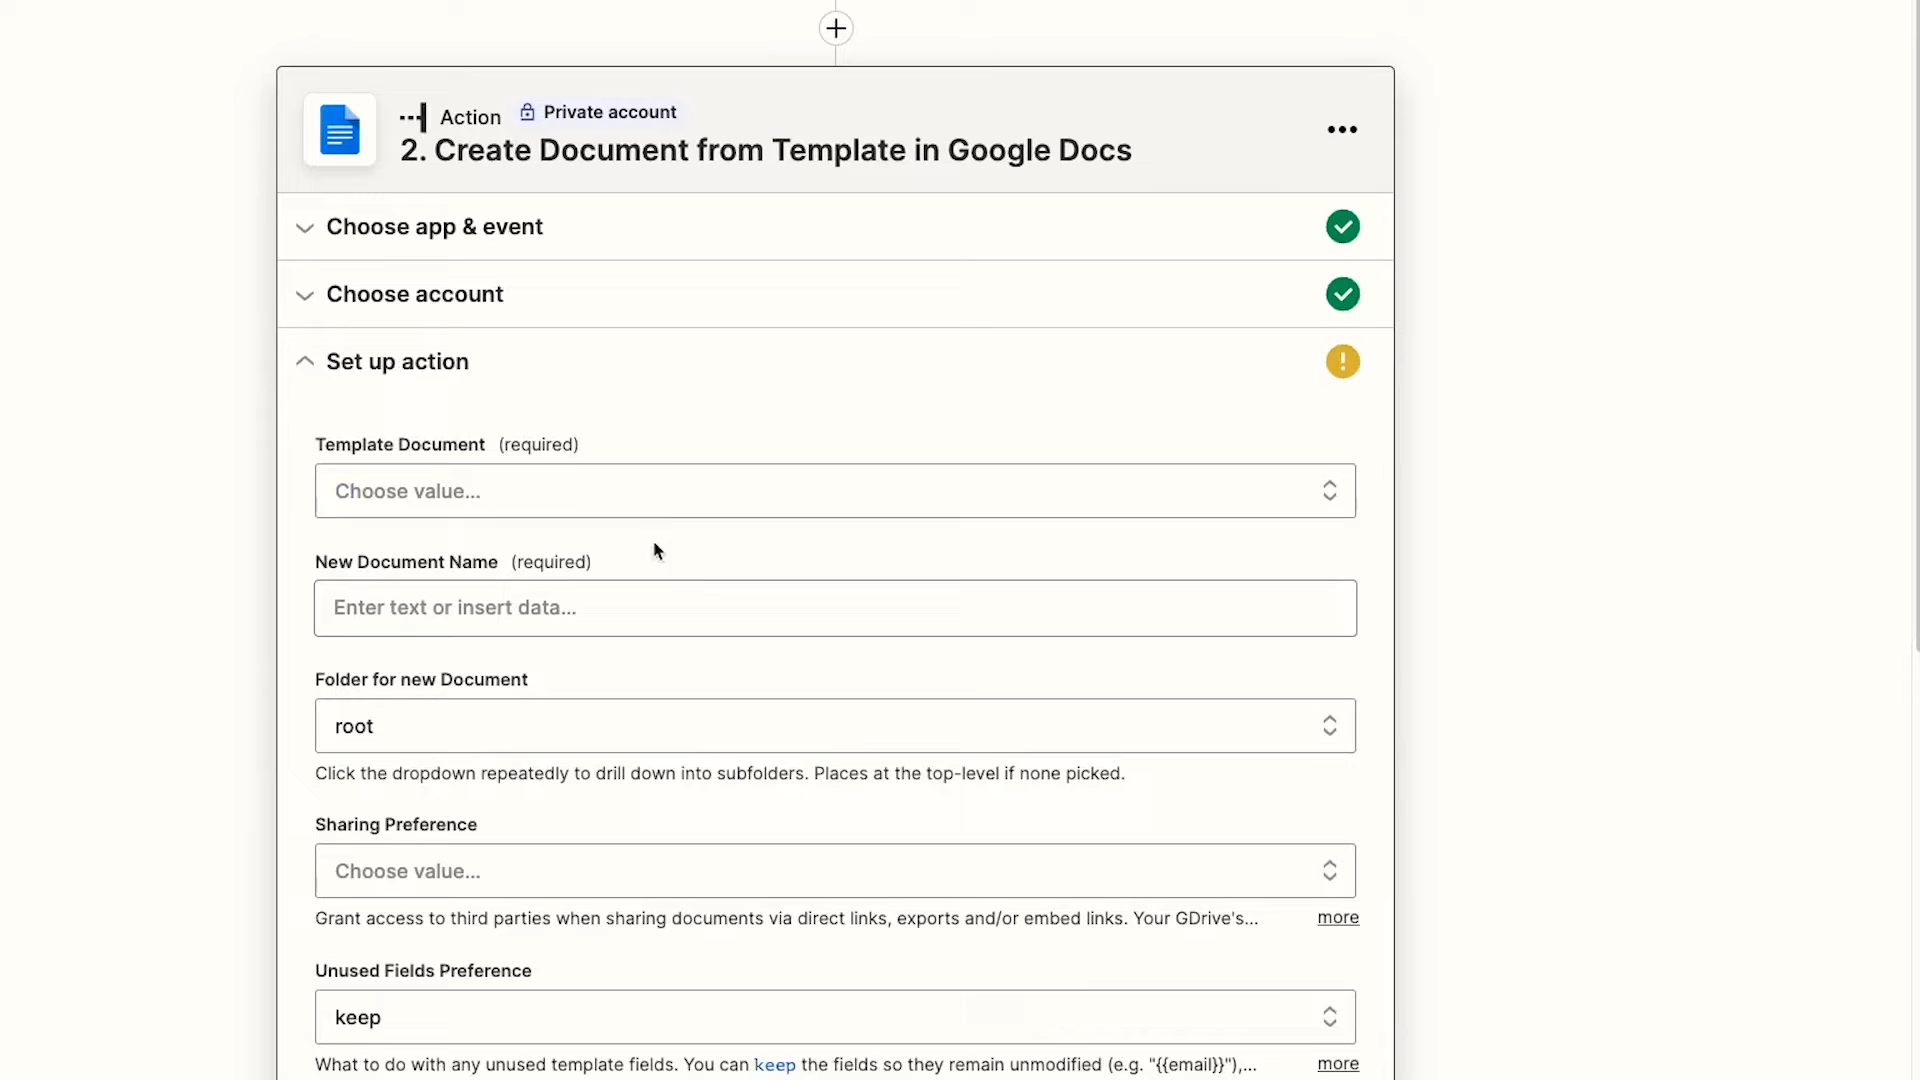 Action Private account
2. Create Document from Template in Google Docs
Choose app & event
Choose account
Set up action
Template Document (required)
Choose value...
New Document Name (required)
Enter text or insert data...
Folder for new Document
root
Click the dropdown repeatedly to drill down into subfolders. Places at the top-level if none picked.
Sharing Preference
Choose value...
Grant access to third parties when sharing documents via direct links, exports and/or embed links. Your GDrive's... more
Unused Fields Preference
keep
What to do with any unused template fields. You can keep the fields so they remain unmodified (e.g. "{{email}}"),... more